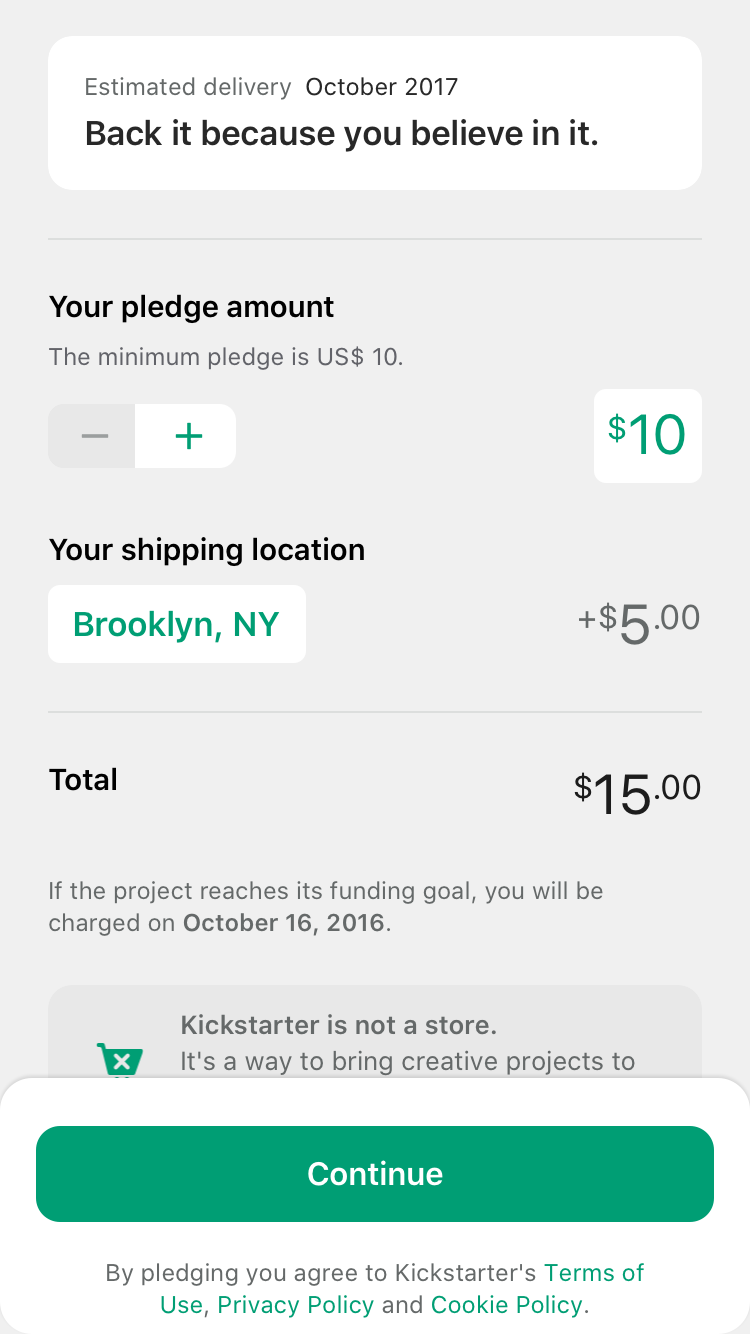 Estimated delivery October 2017
Back it because you believe in it.
Your pledge amount
The minimum pledge is US$ 10.
− +
$10
Your shipping location
Brooklyn, NY
+$5.00
Total
$15.00
If the project reaches its funding goal, you will be
charged on October 16, 2016.
Kickstarter is not a store.
It's a way to bring creative projects to
Continue
By pledging you agree to Kickstarter's Terms of
Use, Privacy Policy and Cookie Policy.